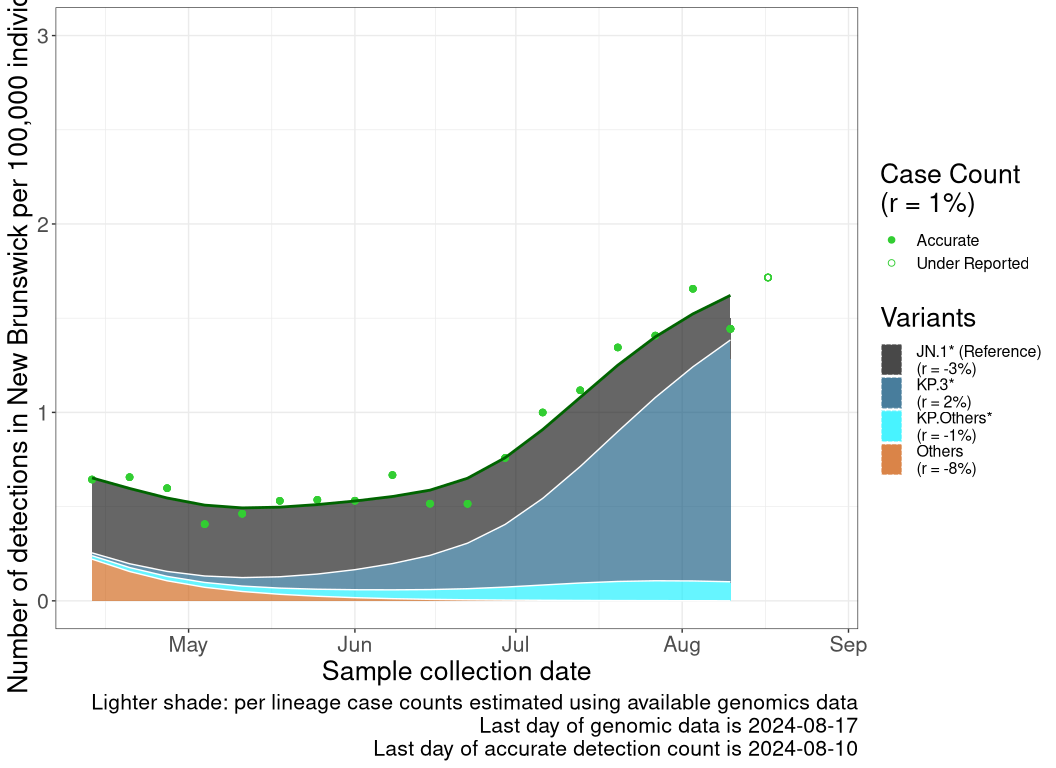 Number of detections in New Brunswick per 100,000
3
2
1
0
May
Jun
Jul
Aug
Sep
Sample collection date
Lighter shade: per lineage case counts estimated using available genomics data
Last day of genomic data is 2024-08-17
Last day of accurate detection count is 2024-08-10
Case Count
(r = 1%)
Accurate
Under Reported
Variants
JN.1* (Reference)
(r = -3%)
KP.3*
(r = 2%)
KP.Others*
(r = -1%)
Others
(r = -8%)